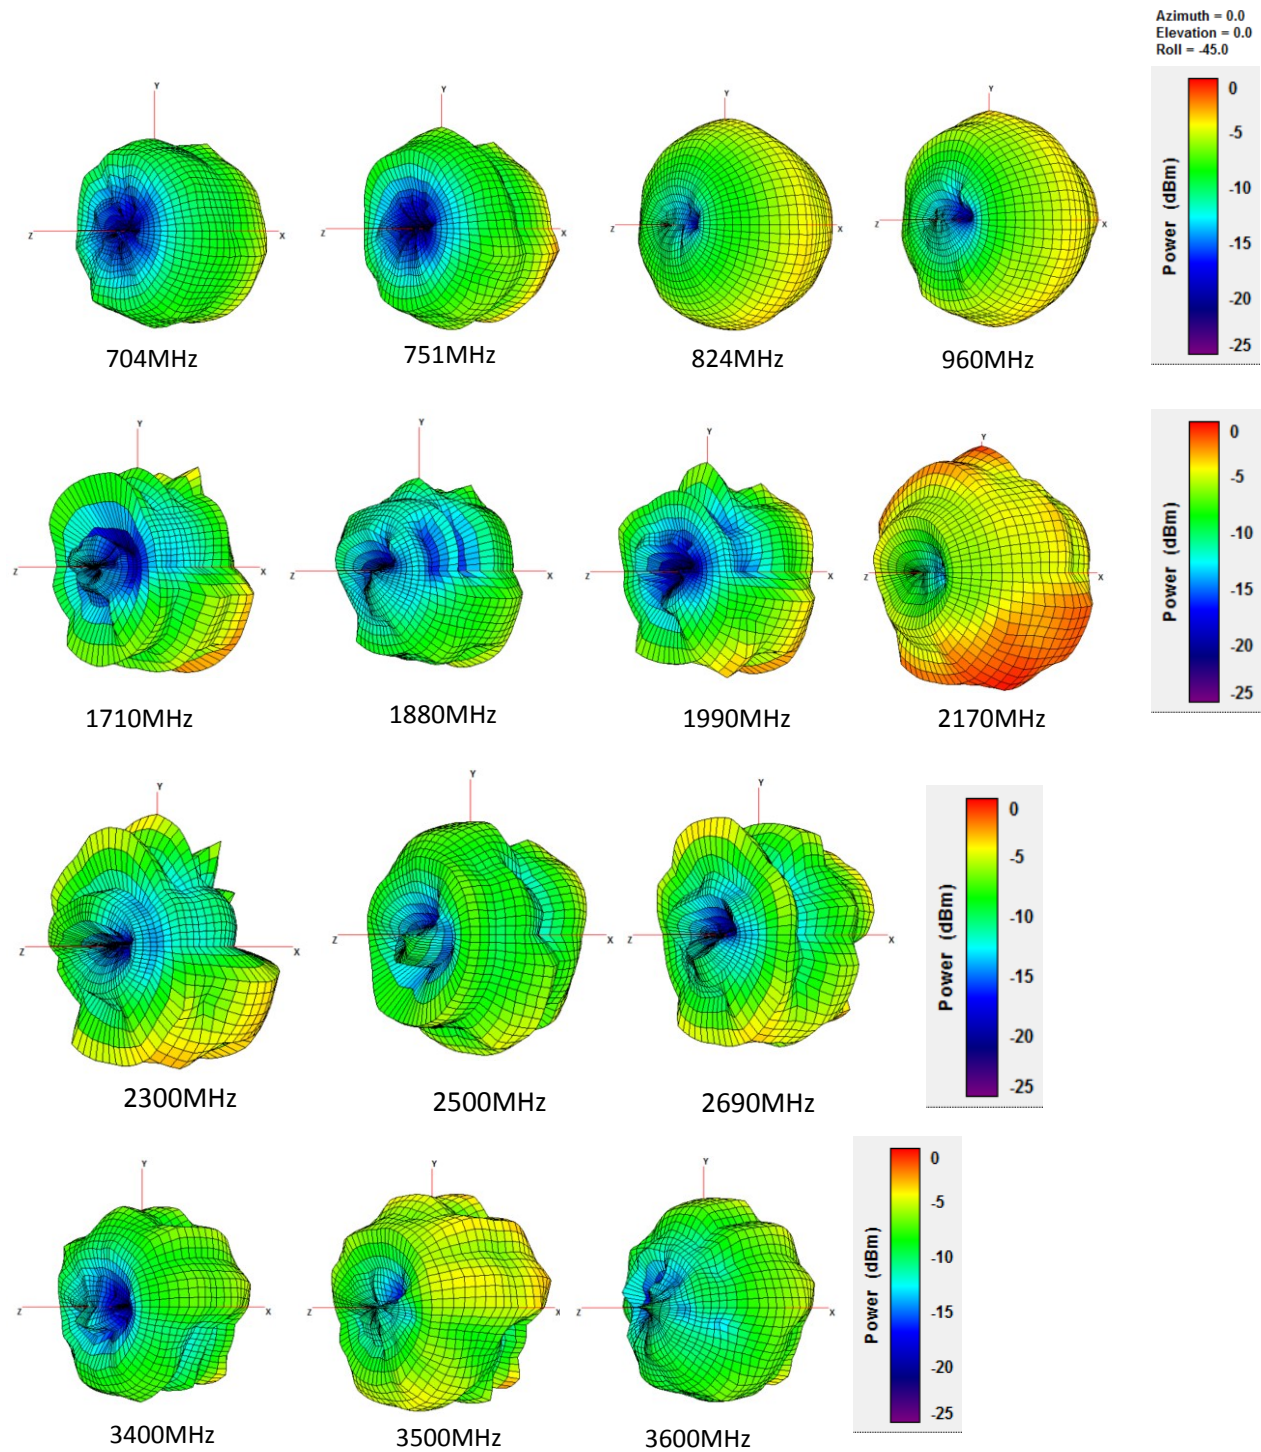 Azimuth = 0.0
Elevation = 0.0
Roll = -45.0
Y
Z
X
704MHz
Y
Z
X
751MHz
Y
Z
X
824MHz
Y
Z
X
960MHz
Power (dBm)
0
-5
-10
-15
-20
-25
Y
Z
X
1710MHz
Y
Z
X
1880MHz
Y
Z
X
1990MHz
Y
Z
X
2170MHz
Power (dBm)
0
-5
-10
-15
-20
-25
Y
Z
X
2300MHz
Y
Z
X
2500MHz
Y
Z
X
2690MHz
Power (dBm)
0
-5
-10
-15
-20
-25
Y
Z
X
3400MHz
Y
Z
X
3500MHz
Y
Z
X
3600MHz
Power (dBm)
0
-5
-10
-15
-20
-25